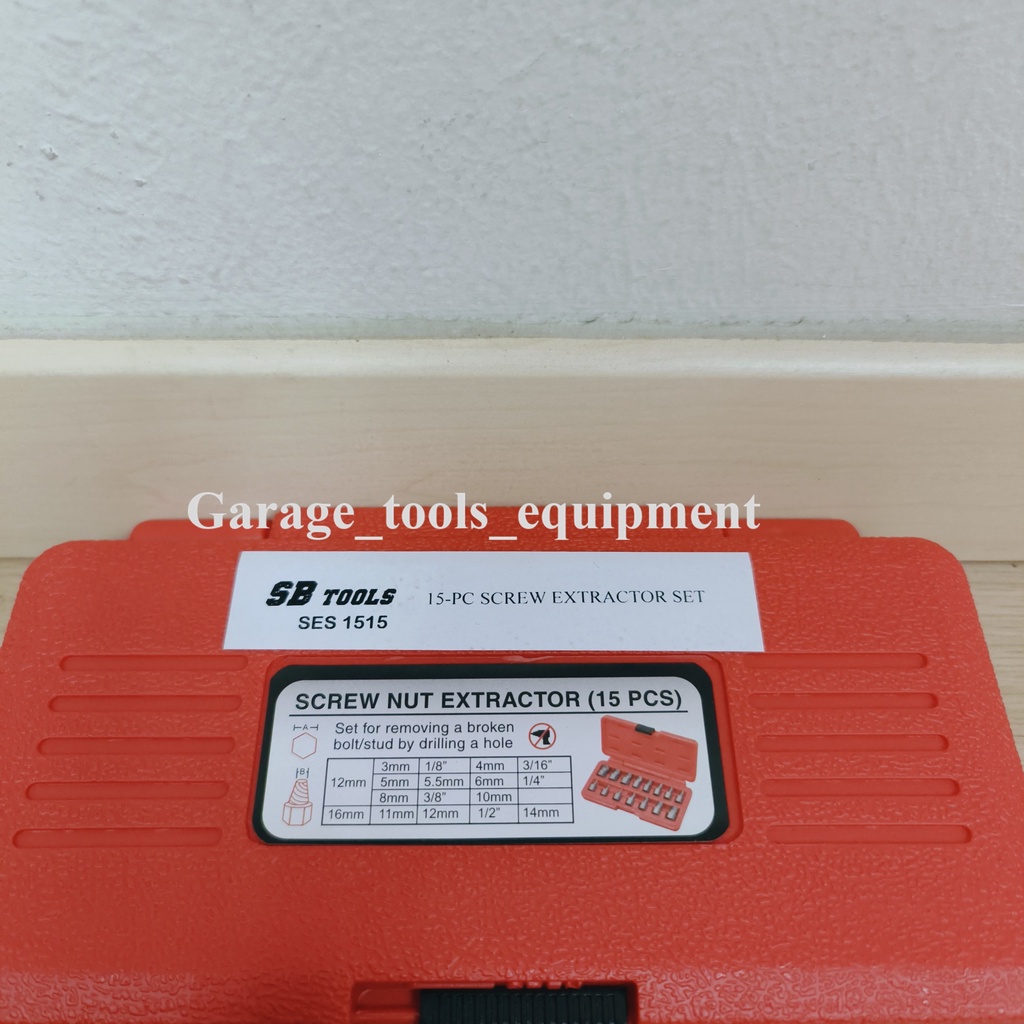 Garage_tools_equipment
SB TOOLS 15-PC SCREW EXTRACTOR SET
SES 1515
SCREW NUT EXTRACTOR (15 PCS)
A
Set for removing a broken
bolt/stud by drilling a hole
B
12mm 3mm 1/8" 4mm 3/16"
5mm 5.5mm 6mm 1/4"
8mm 3/8" 10mm
16mm 11mm 12mm 1/2" 14mm